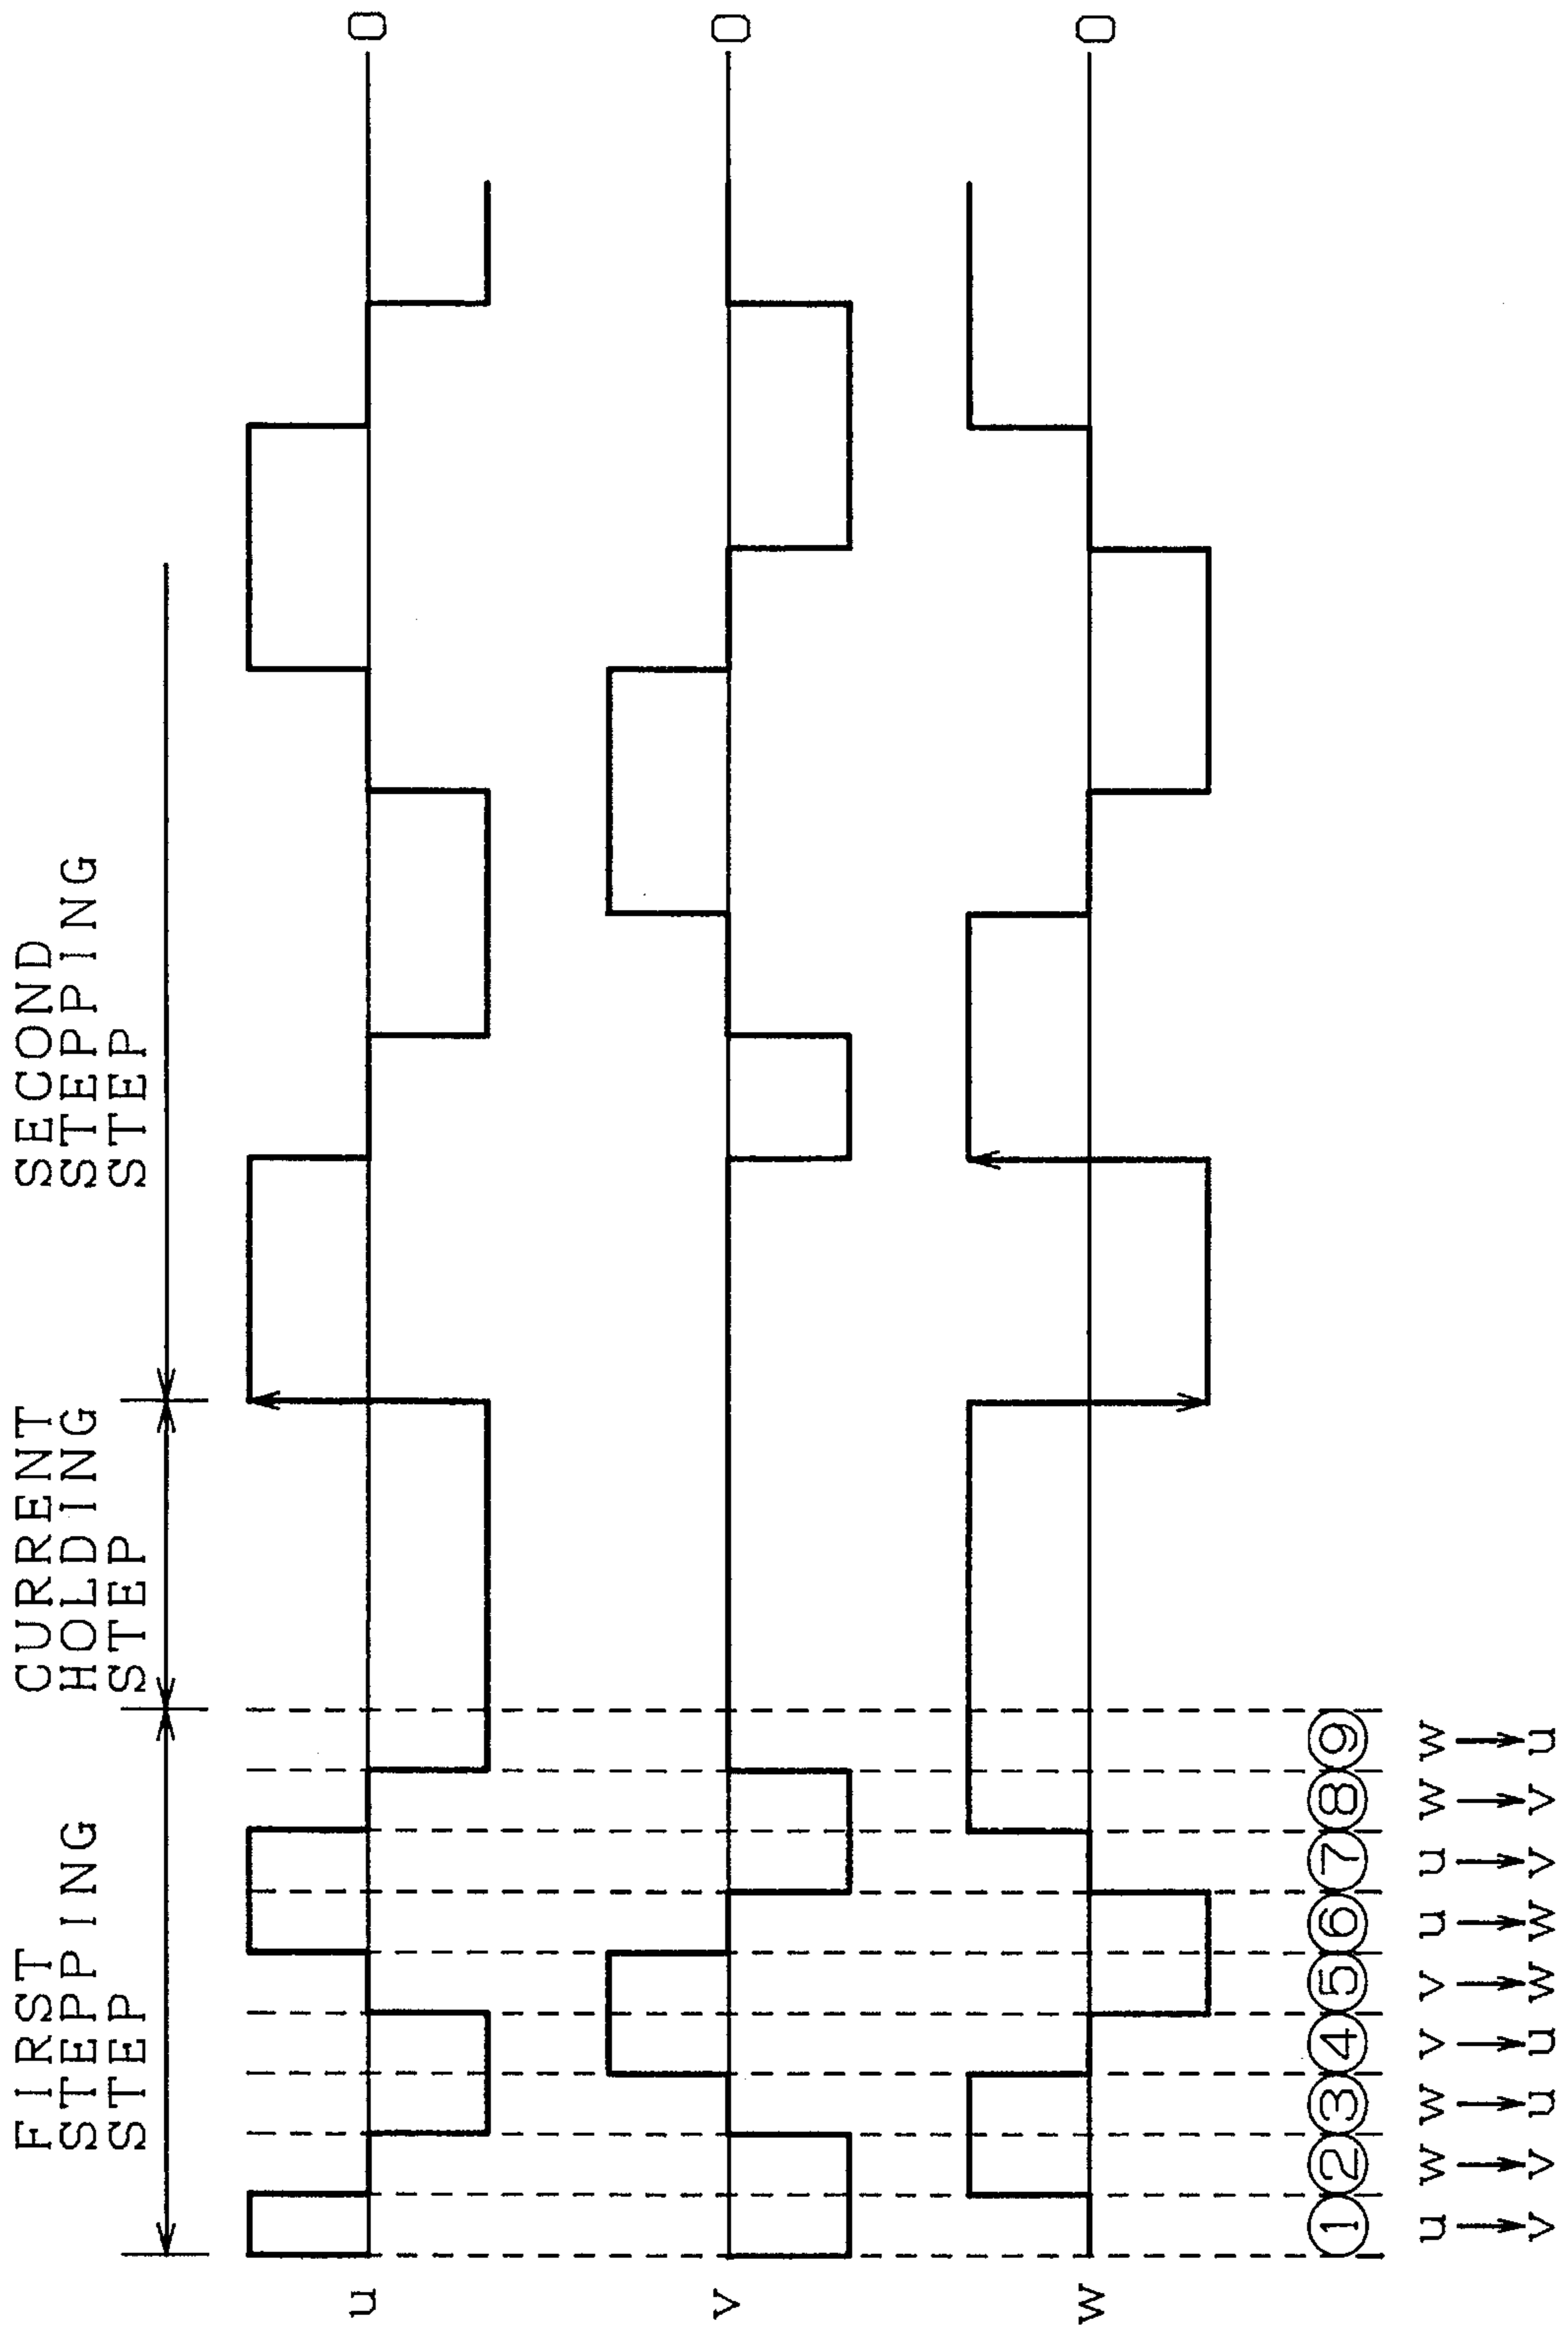 FIRST
STEPPING
STEP
CURRENT
HOLDING
STEP
SECOND
STEPPING
STEP
u 0
v 0
w 0
① ② ③ ④ ⑤ ⑥ ⑦ ⑧ ⑨
u w w v v u u w w
→ → → → → → → → →
v v u u w w v v u